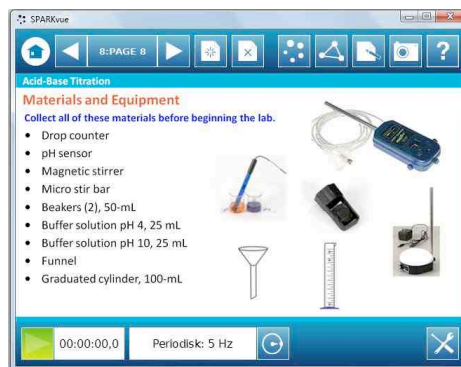 SPARKvue
8:PAGE 8
?
Acid-Base Titration
Materials and Equipment
Collect all of these materials before beginning the lab.
• Drop counter
• pH sensor
• Magnetic stirrer
• Micro stir bar
• Beakers (2), 50-mL
• Buffer solution pH 4, 25 mL
• Buffer solution pH 10, 25 mL
• Funnel
• Graduated cylinder, 100-mL
00:00:00,0
Periodisk: 5 Hz